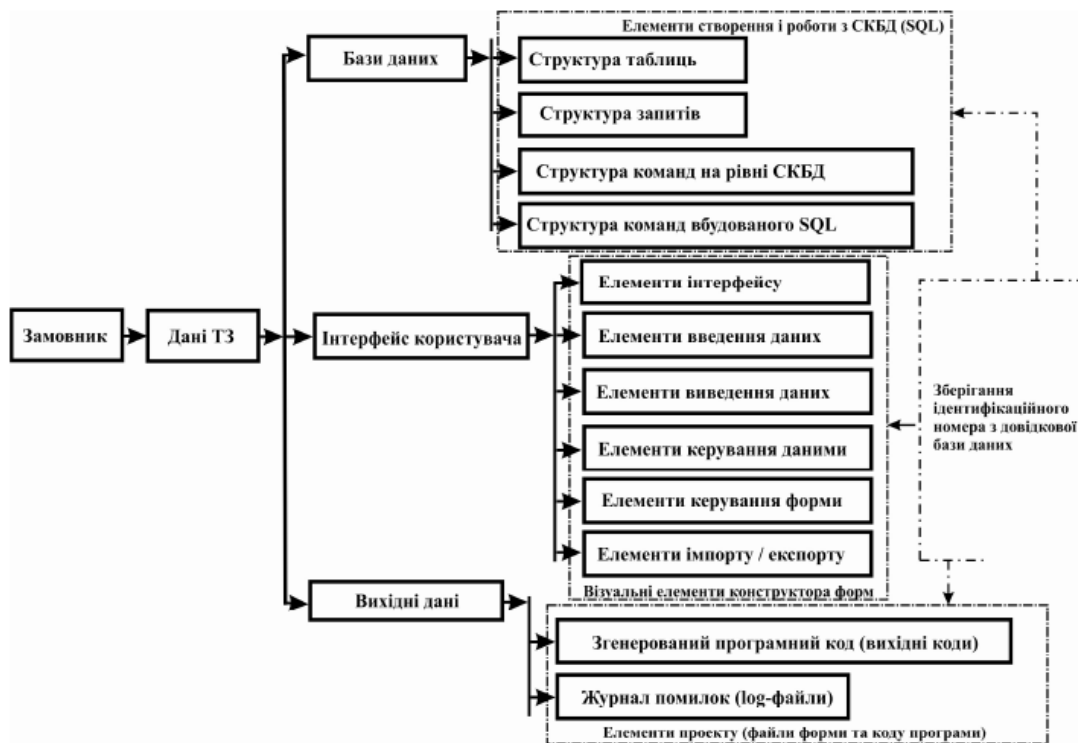 Елементи створення і роботи з СКБД (SQL)
Бази даних
Структура таблиць
Структура запитів
Структура команд на рівні СКБД
Структура команд вбудованого SQL
Замовник
Дані ТЗ
Інтерфейс користувача
Елементи інтерфейсу
Елементи введення даних
Елементи виведення даних
Елементи керування даними
Елементи керування форми
Елементи імпорту / експорту
Візуальні елементи конструктора форм
Зберігання
ідентифікаційного
номера з довідкової
бази даних
Вихідні дані
Згенерований програмний код (вихідні коди)
Журнал помилок (log-файли)
Елементи проекту (файли форми та коду програми)